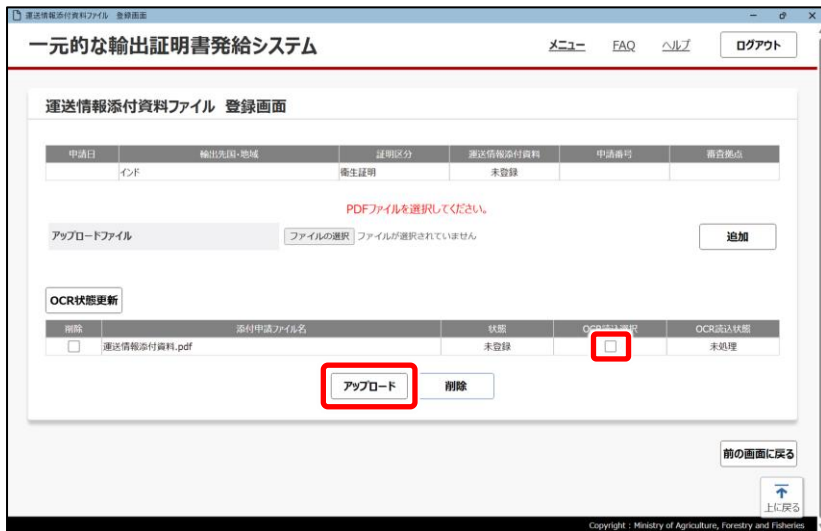 運送情報添付資料ファイル 登録画面
一元的な輸出証明書発給システム メニュー FAQ ヘルプ ログアウト
運送情報添付資料ファイル 登録画面
申請日 輸出先国・地域 証明区分 運送情報添付資料 申請番号 審査拠点
インド 衛生証明 未登録
PDFファイルを選択してください。
アップロードファイル ファイルの選択 ファイルが選択されていません 追加
OCR状態更新
削除 添付申請ファイル名 状態 OCR読込選択 OCR読込状態
運送情報添付資料.pdf 未登録 未処理
アップロード 削除
前の画面に戻る
上に戻る
Copyright : Ministry of Agriculture, Forestry and Fisheries